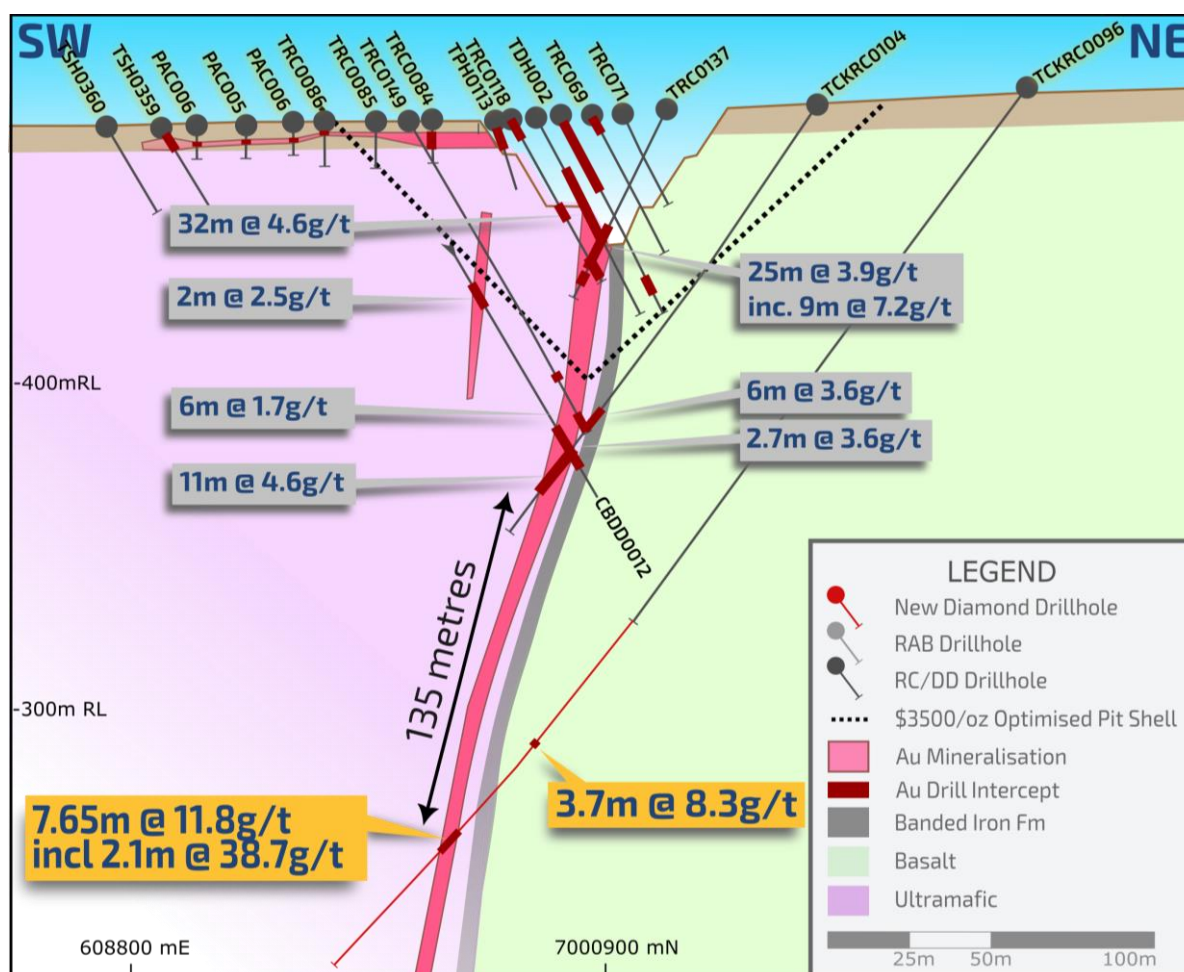 SW
NE
TSH0360
TSH0359
PAC006
PAC005
PAC006
TRC0086
TRC0085
TRC0149
TRC0084
TPH0113
TRC0118
TDH002
TRC069
TRC071
TRC0137
TCKRC0104
TCKRC0096
32m @ 4.6g/t
2m @ 2.5g/t
25m @ 3.9g/t
inc. 9m @ 7.2g/t
-400mRL
6m @ 1.7g/t
6m @ 3.6g/t
2.7m @ 3.6g/t
11m @ 4.6g/t
CBDD0012
135 metres
-300m RL
7.65m @ 11.8g/t
incl 2.1m @ 38.7g/t
3.7m @ 8.3g/t
LEGEND
New Diamond Drillhole
RAB Drillhole
RC/DD Drillhole
$3500/oz Optimised Pit Shell
Au Mineralisation
Au Drill Intercept
Banded Iron Fm
Basalt
Ultramafic
25m 50m 100m
608800 mE
7000900 mN